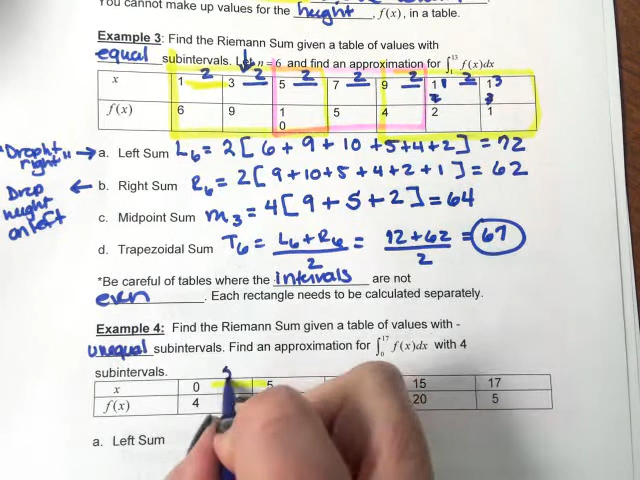 You cannot make up values for the height, f(x), in a table.
Example 3: Find the Riemann Sum given a table of values with
equal subintervals. Let n = 6 and find an approximation for ∫₁¹³ f(x)dx
2 2 2 2 2 2
x 1 3 5 7 9 11 13
f(x) 6 9 10 5 4 2 1
"Drop ht right" → a. Left Sum L₆ = 2[6+9+10+5+4+2] = 72
Drop height on left ← b. Right Sum R₆ = 2[9+10+5+4+2+1] = 62
c. Midpoint Sum m₃ = 4[9+5+2] = 64
d. Trapezoidal Sum T₆ = L₆+R₆/2 = 72+62/2 = 67
*Be careful of tables where the intervals are not
even. Each rectangle needs to be calculated separately.
Example 4: Find the Riemann Sum given a table of values with -
unequal subintervals. Find an approximation for ∫₀¹⁷ f(x)dx with 4
subintervals.
x 0 5 15 17
f(x) 4 20 5
a. Left Sum